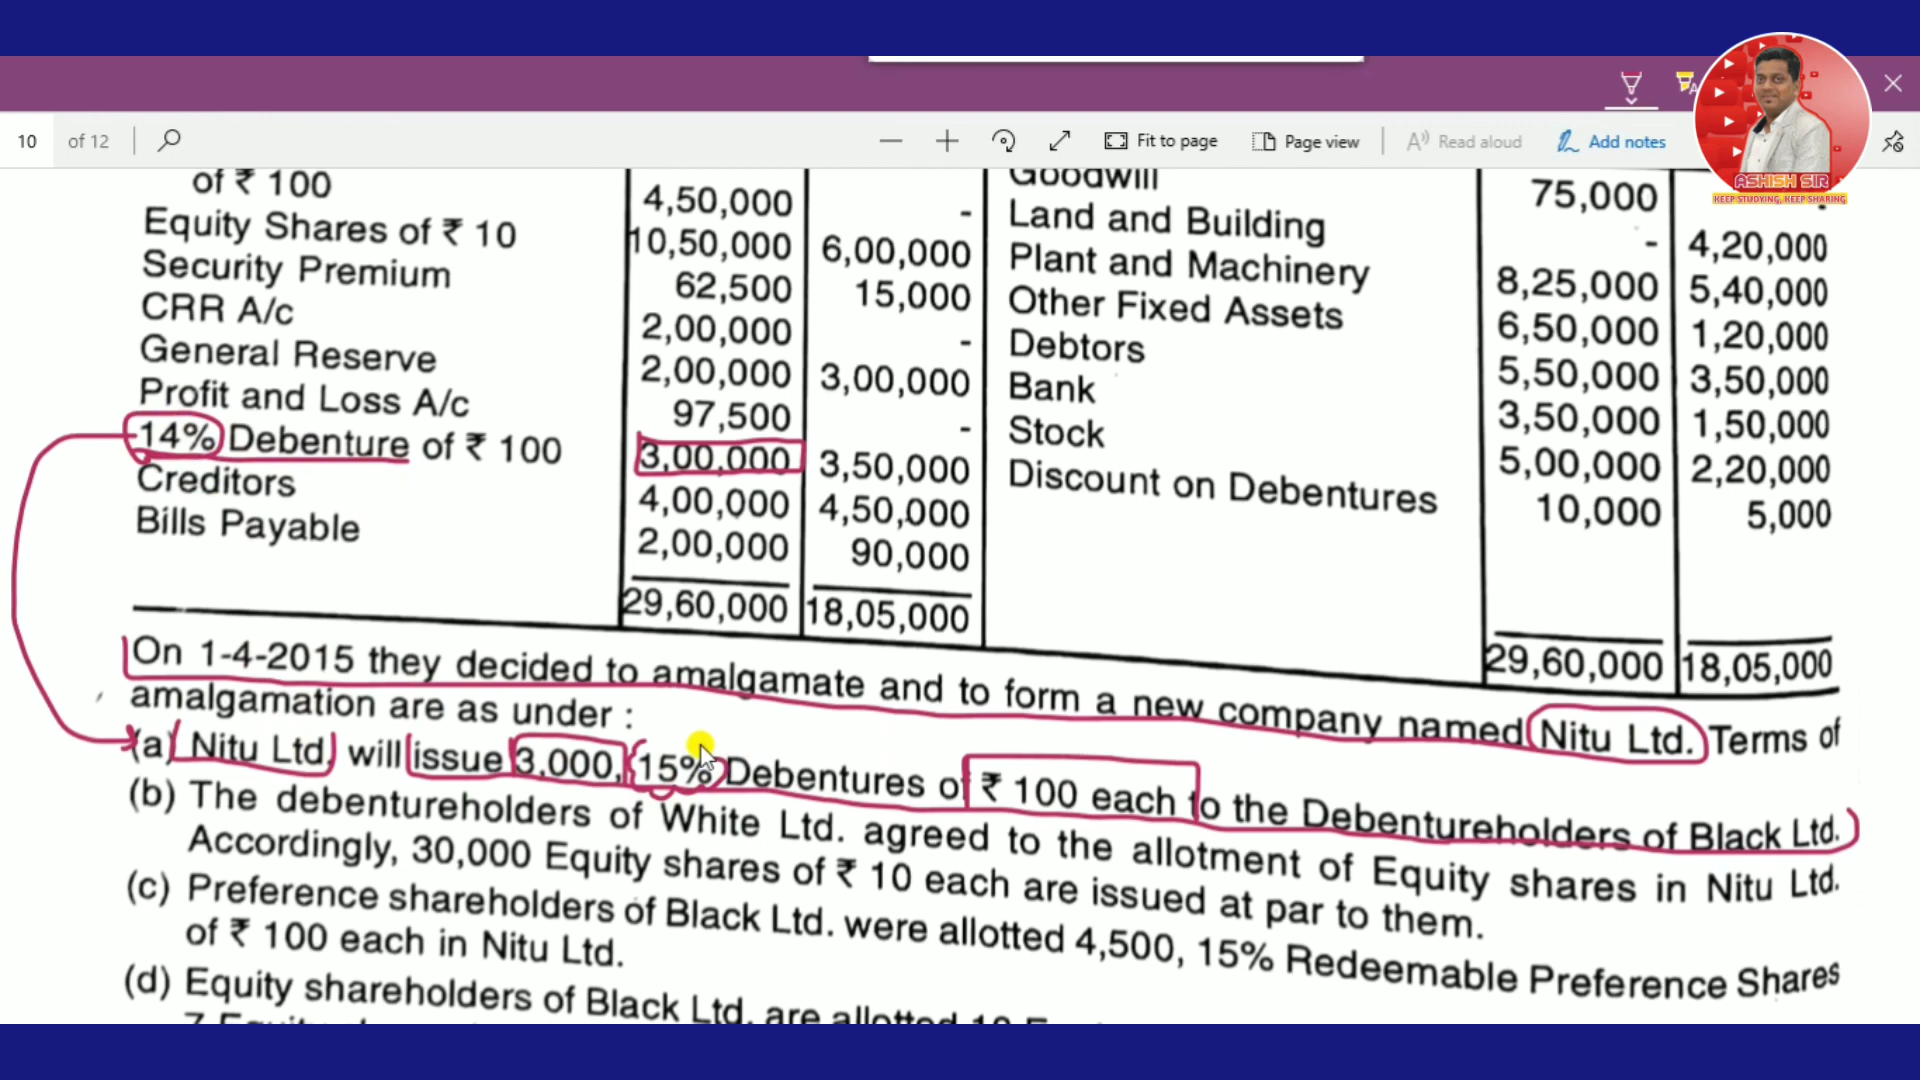 10 of 12 Fit to page Page view Read aloud Add notes
ASHISH SIR
KEEP STUDYING, KEEP SHARING
of ₹ 100 4,50,000 - Goodwill 75,000 -
Equity Shares of ₹ 10 10,50,000 6,00,000 Land and Building - 4,20,000
Security Premium 62,500 15,000 Plant and Machinery 8,25,000 5,40,000
CRR A/c 2,00,000 - Other Fixed Assets 6,50,000 1,20,000
General Reserve 2,00,000 3,00,000 Debtors 5,50,000 3,50,000
Profit and Loss A/c 97,500 - Bank 3,50,000 1,50,000
14% Debenture of ₹ 100 3,00,000 3,50,000 Stock 5,00,000 2,20,000
Creditors 4,00,000 4,50,000 Discount on Debentures 10,000 5,000
Bills Payable 2,00,000 90,000
29,60,000 18,05,000 29,60,000 18,05,000
On 1-4-2015 they decided to amalgamate and to form a new company named Nitu Ltd. Terms of
amalgamation are as under :
(a) Nitu Ltd. will issue 3,000, 15% Debentures of ₹ 100 each to the Debentureholders of Black Ltd.
(b) The debentureholders of White Ltd. agreed to the allotment of Equity shares in Nitu Ltd.
Accordingly, 30,000 Equity shares of ₹ 10 each are issued at par to them.
(c) Preference shareholders of Black Ltd. were allotted 4,500, 15% Redeemable Preference Shares
of ₹ 100 each in Nitu Ltd.
(d) Equity shareholders of Black Ltd. are allotted 10
7 Equity